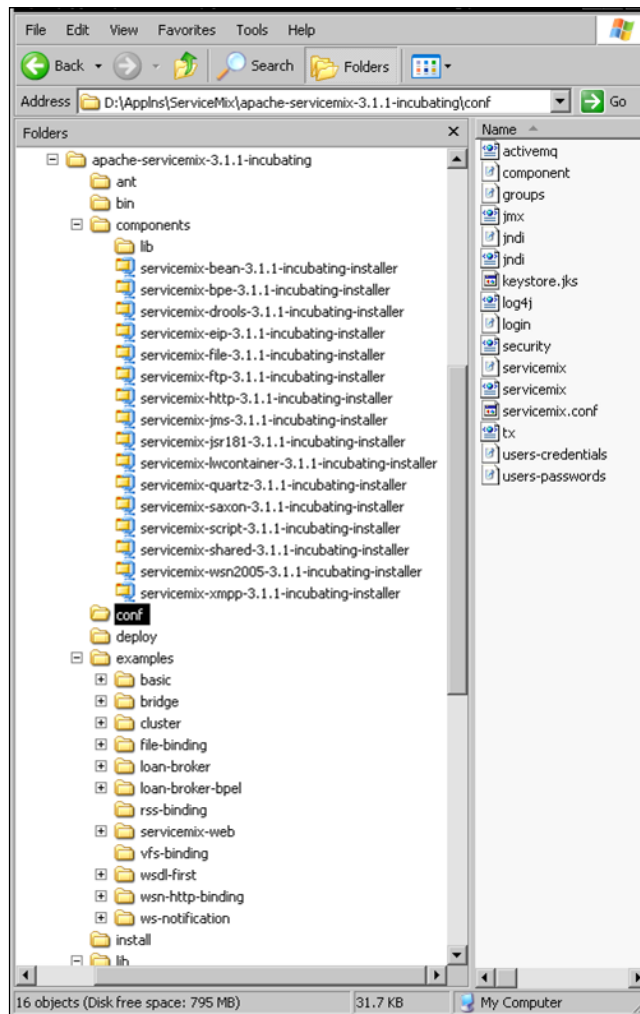 File Edit View Favorites Tools Help
Back Search Folders
Address D:\AppIns\ServiceMix\apache-servicemix-3.1.1-incubating\conf Go
Folders
apache-servicemix-3.1.1-incubating
ant
bin
components
lib
servicemix-bean-3.1.1-incubating-installer
servicemix-bpe-3.1.1-incubating-installer
servicemix-drools-3.1.1-incubating-installer
servicemix-eip-3.1.1-incubating-installer
servicemix-file-3.1.1-incubating-installer
servicemix-ftp-3.1.1-incubating-installer
servicemix-http-3.1.1-incubating-installer
servicemix-jms-3.1.1-incubating-installer
servicemix-jsr181-3.1.1-incubating-installer
servicemix-lwcontainer-3.1.1-incubating-installer
servicemix-quartz-3.1.1-incubating-installer
servicemix-saxon-3.1.1-incubating-installer
servicemix-script-3.1.1-incubating-installer
servicemix-shared-3.1.1-incubating-installer
servicemix-wsn2005-3.1.1-incubating-installer
servicemix-xmpp-3.1.1-incubating-installer
conf
deploy
examples
basic
bridge
cluster
file-binding
loan-broker
loan-broker-bpel
rss-binding
servicemix-web
vfs-binding
wsdl-first
wsn-http-binding
ws-notification
install
lib
Name
activemq
component
groups
jmx
jndi
jndi
keystore.jks
log4j
login
security
servicemix
servicemix
servicemix.conf
tx
users-credentials
users-passwords
16 objects (Disk free space: 795 MB) 31.7 KB My Computer